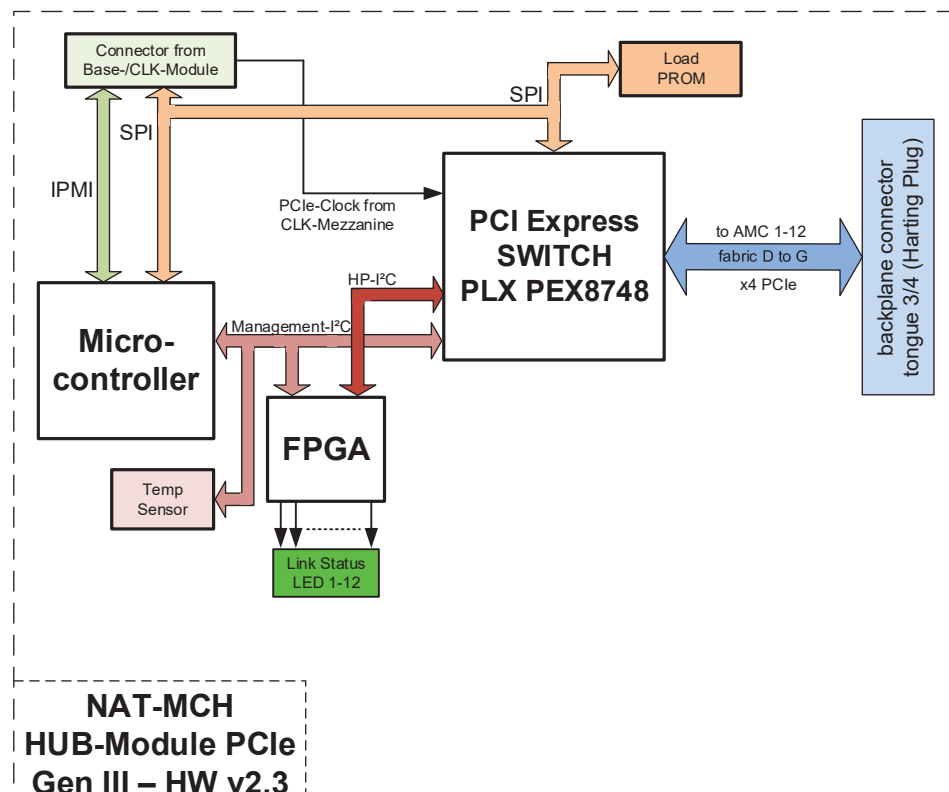 Connector from
Base-/CLK-Module
Load
PROM
SPI
SPI
IPMI
PCIe-Clock from
CLK-Mezzanine
PCI Express
SWITCH
PLX PEX8748
to AMC 1-12
fabric D to G
x4 PCIe
backplane connector
tongue 3/4 (Harting Plug)
HP-I²C
Management-I²C
Micro-
controller
FPGA
Temp
Sensor
Link Status
LED 1-12
NAT-MCH
HUB-Module PCIe
Gen III – HW v2.3